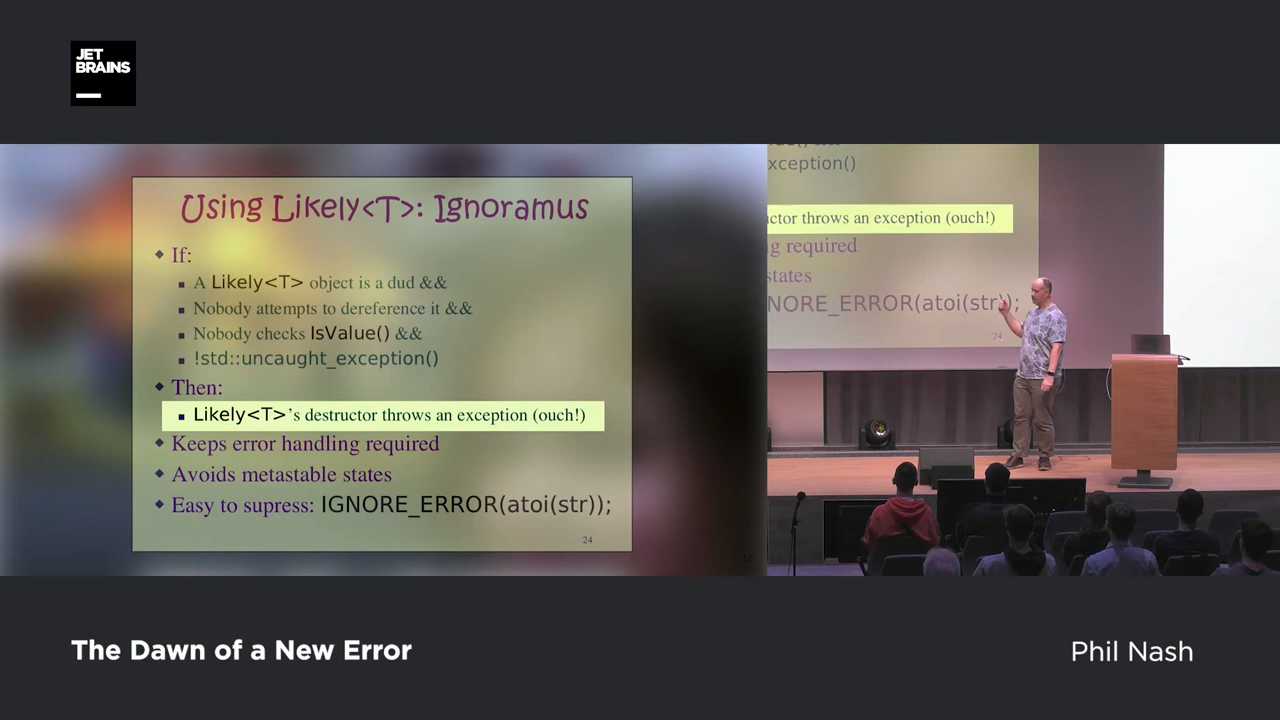 JET
BRAINS
Using Likely<T>: Ignoramus
If:
A Likely<T> object is a dud &&
Nobody attempts to dereference it &&
Nobody checks IsValue() &&
!std::uncaught_exception()
Then:
Likely<T>'s destructor throws an exception (ouch!)
Keeps error handling required
Avoids metastable states
Easy to supress: IGNORE_ERROR(atoi(str));
24
xception()
ctor throws an exception (ouch!)
g required
states
NORE_ERROR(atoi(str));
24
The Dawn of a New Error
Phil Nash